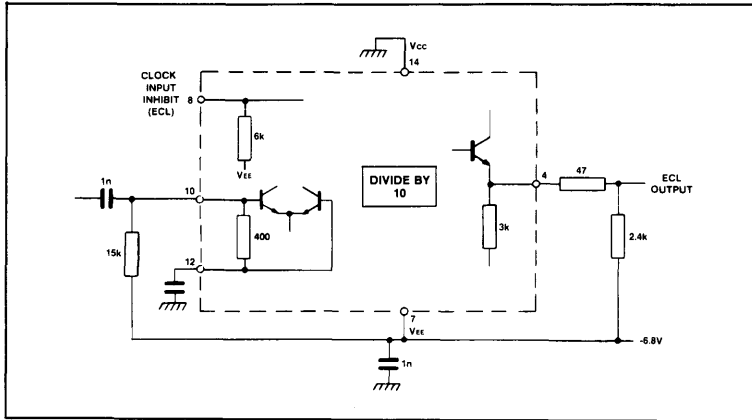 Vcc
14
CLOCK
INPUT
INHIBIT
(ECL)
8
6k
VEE
1n
10
400
15k
12
DIVIDE BY
10
4
47
ECL
OUTPUT
3k
2.4k
7
VEE
-6.8V
1n